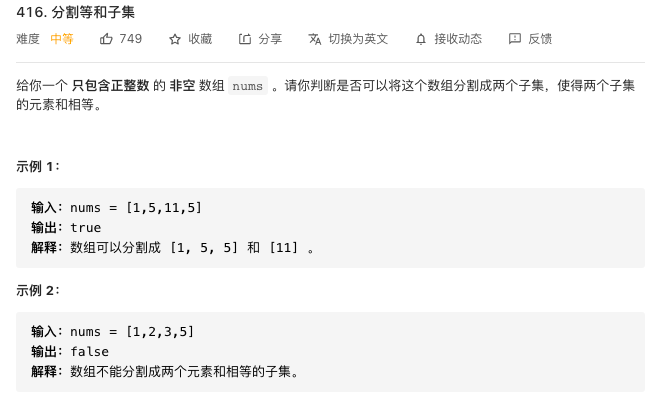 416. 分割等和子集
难度 中等 749 收藏 分享 切换为英文 接收动态 反馈
给你一个 只包含正整数 的 非空 数组 nums 。请你判断是否可以将这个数组分割成两个子集，使得两个子集
的元素和相等。
示例 1：
输入：nums = [1,5,11,5]
输出：true
解释：数组可以分割成 [1, 5, 5] 和 [11] 。
示例 2：
输入：nums = [1,2,3,5]
输出：false
解释：数组不能分割成两个元素和相等的子集。